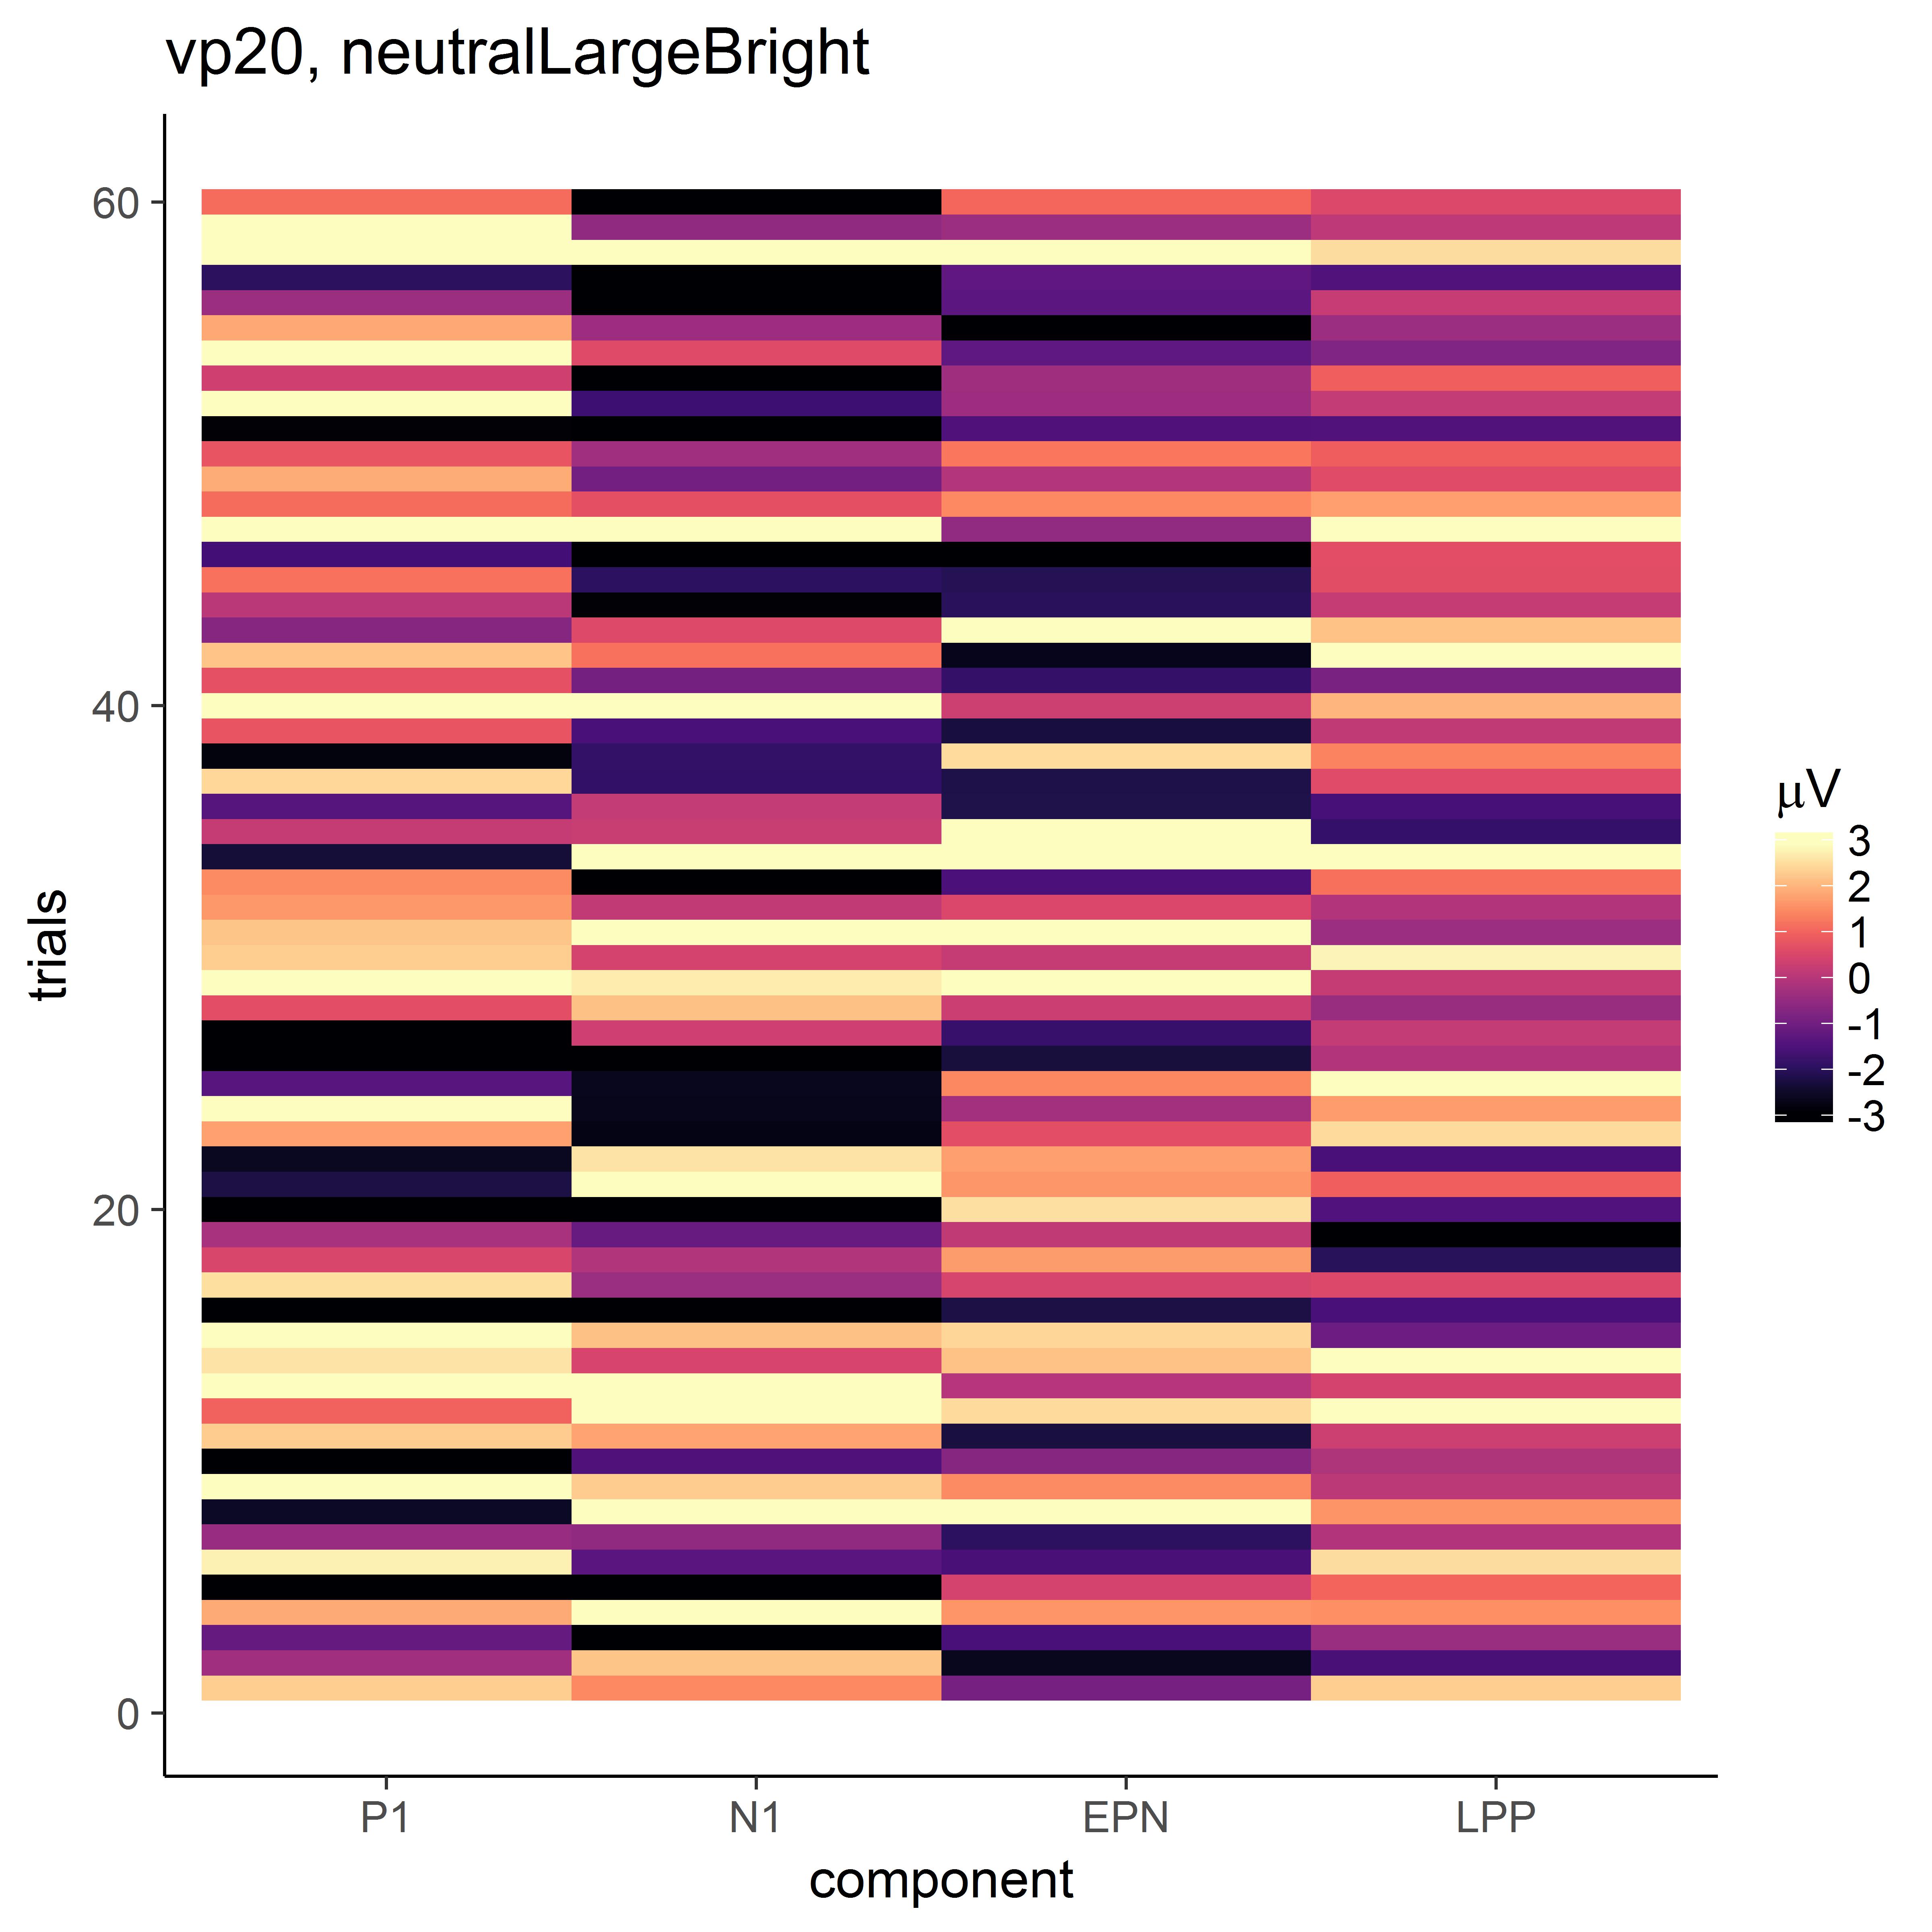 vp20, neutralLargeBright
60
40
20
0
trials
P1 N1 EPN LPP
component
μV
3
2
1
0
-1
-2
-3